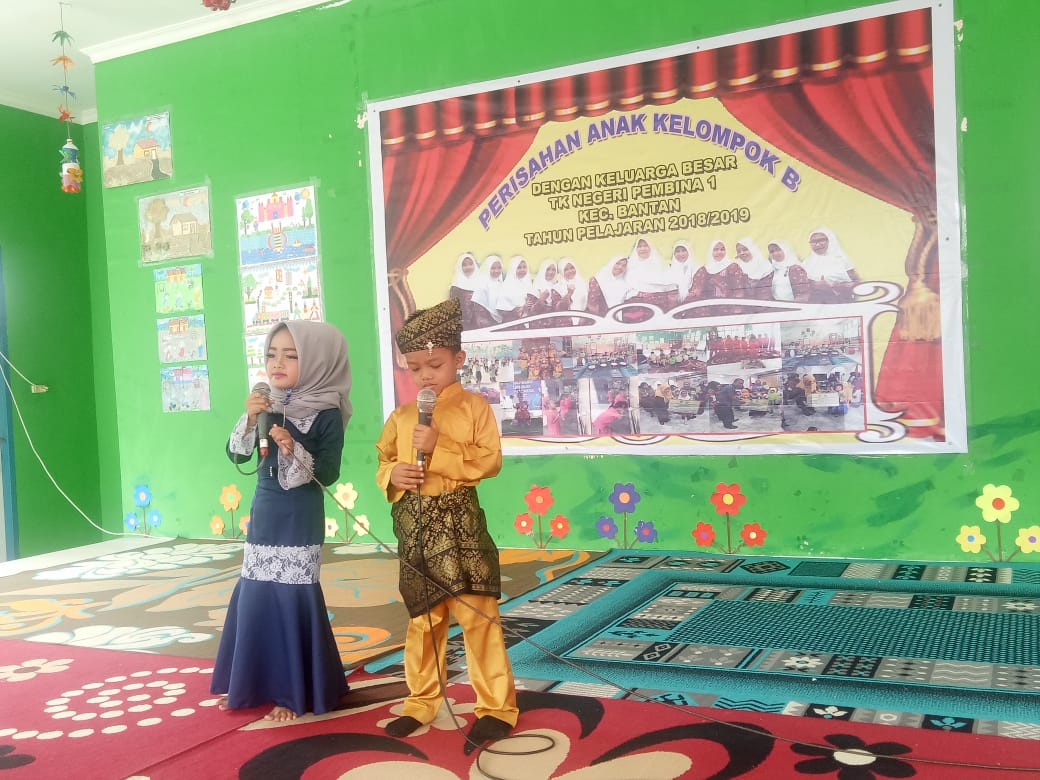 PERISAHAN ANAK KELOMPOK B
DENGAN KELUARGA BESAR
TK NEGERI PEMBINA 1
KEC. BANTAN
TAHUN PELAJARAN 2018/2019